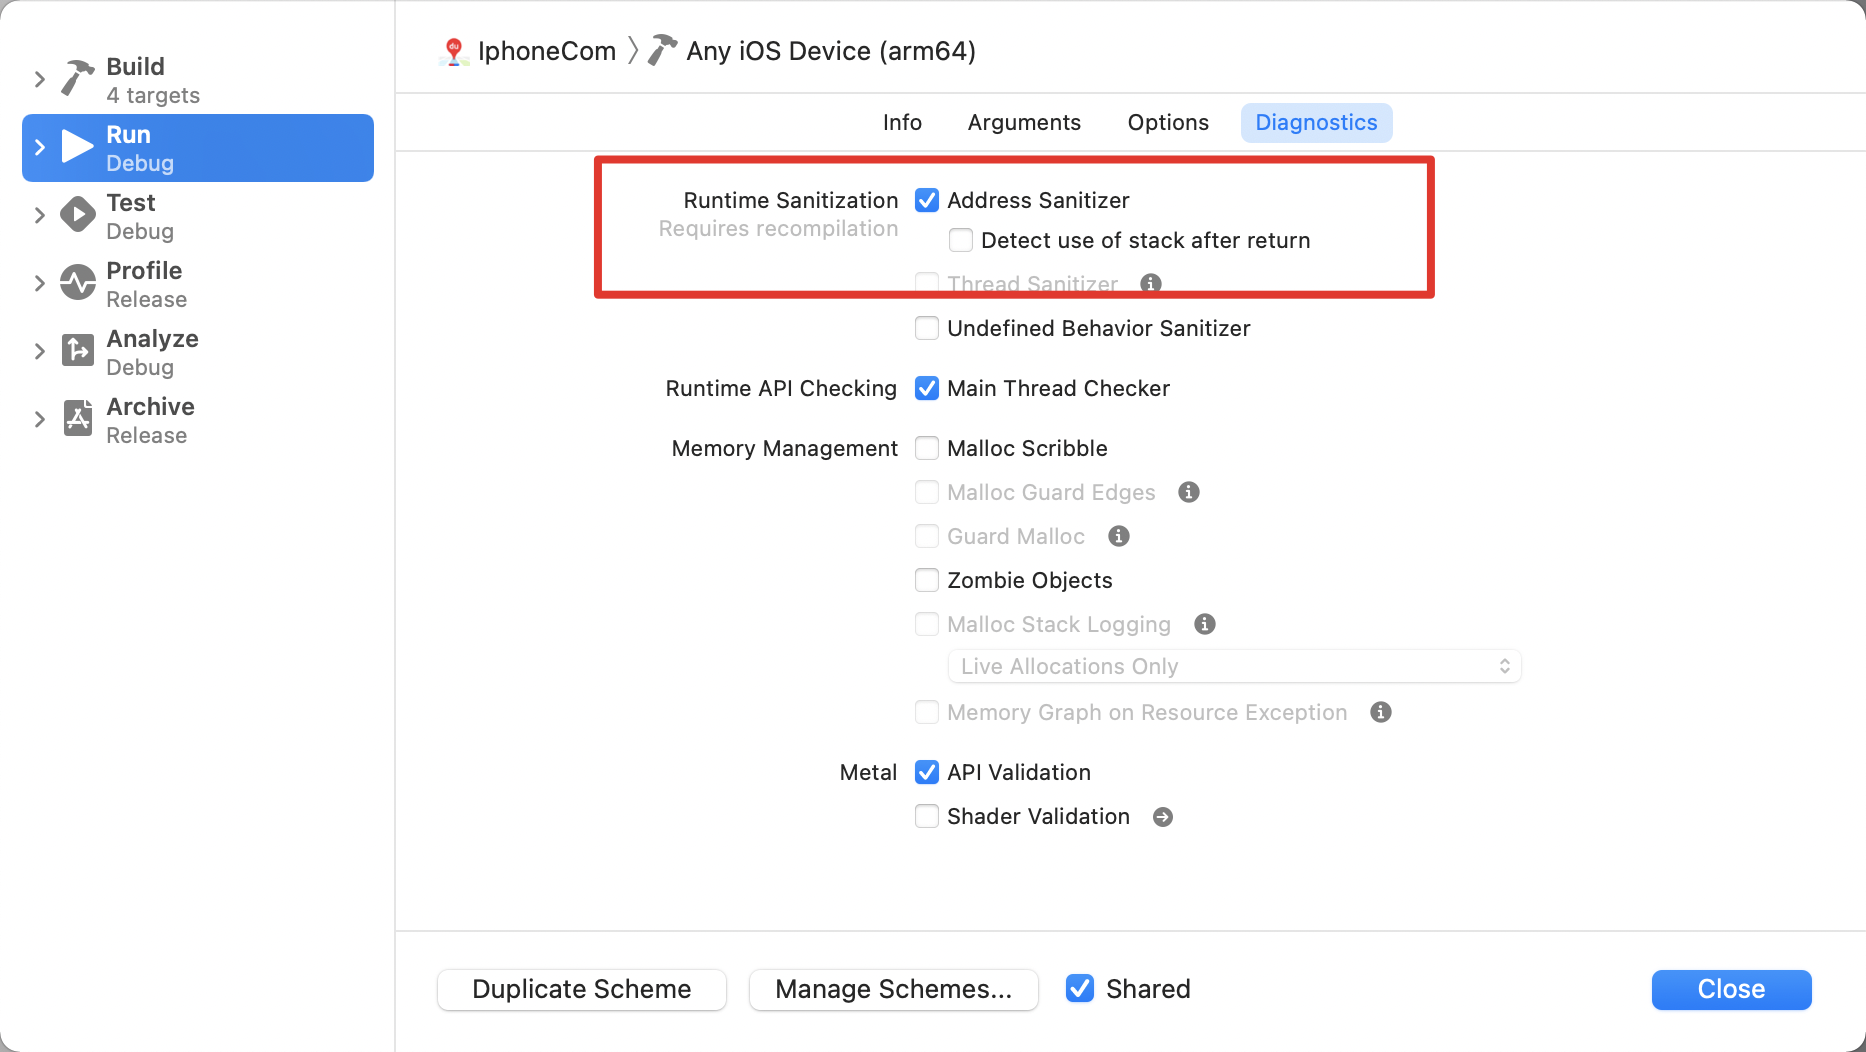 Build
4 targets
Run
Debug
Test
Debug
Profile
Release
Analyze
Debug
Archive
Release
du
IphoneCom 〉 Any iOS Device (arm64)
Info Arguments Options Diagnostics
Runtime Sanitization Address Sanitizer
Requires recompilation
Detect use of stack after return
Thread Sanitizer
Undefined Behavior Sanitizer
Runtime API Checking Main Thread Checker
Memory Management Malloc Scribble
Malloc Guard Edges
Guard Malloc
Zombie Objects
Malloc Stack Logging
Live Allocations Only
Memory Graph on Resource Exception
Metal API Validation
Shader Validation
Duplicate Scheme Manage Schemes... Shared Close